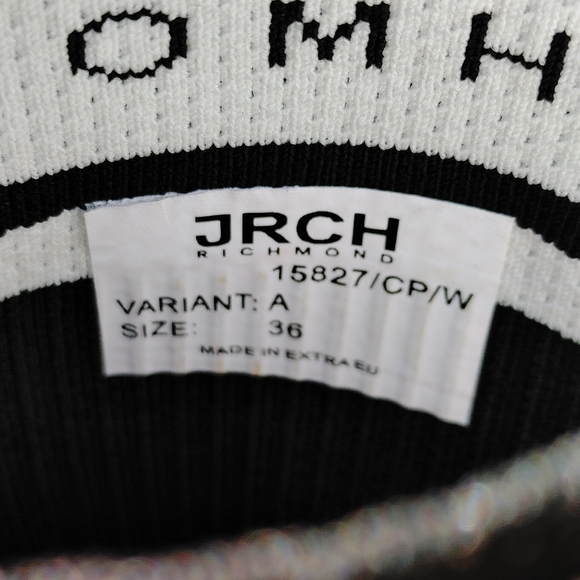 OMH
JRCH
RICHMOND
15827/CP/W
VARIANT: A
SIZE: 36
MADE IN EXTRA EU